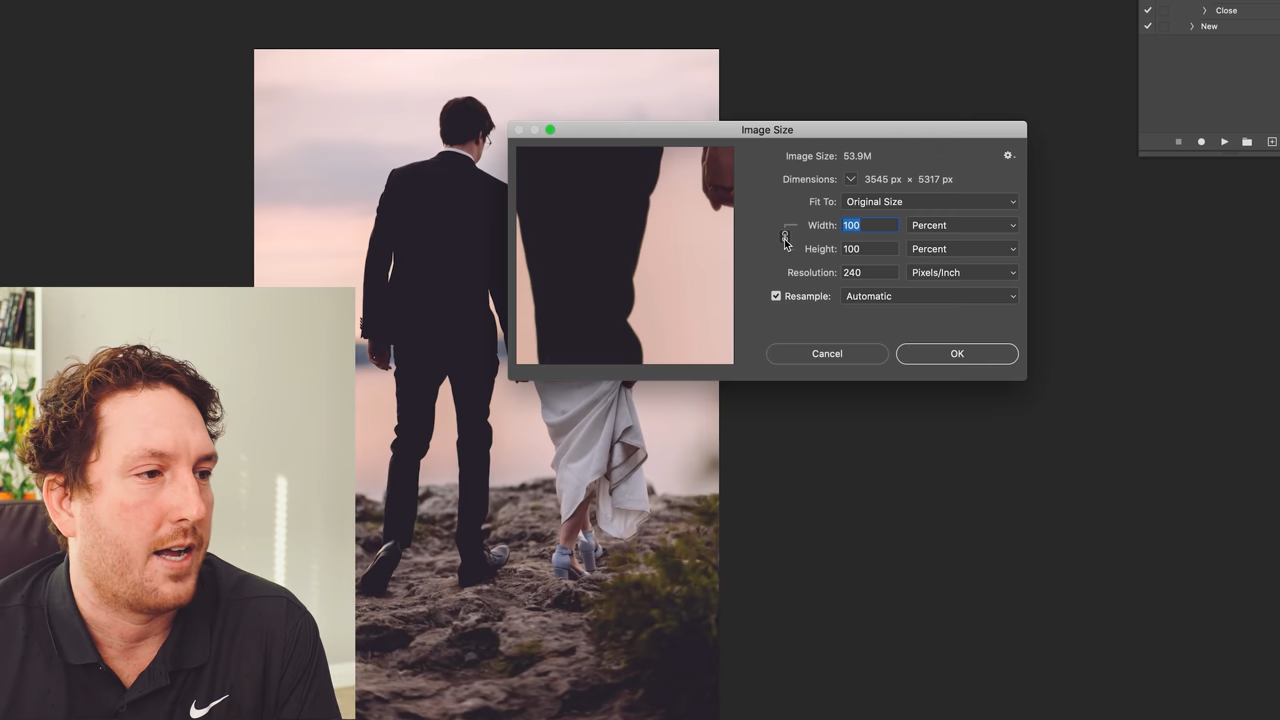 Close
New
Image Size
Image Size: 53.9M
Dimensions: 3545 px × 5317 px
Fit To: Original Size
Width: 100 Percent
Height: 100 Percent
Resolution: 240 Pixels/Inch
Resample: Automatic
Cancel OK